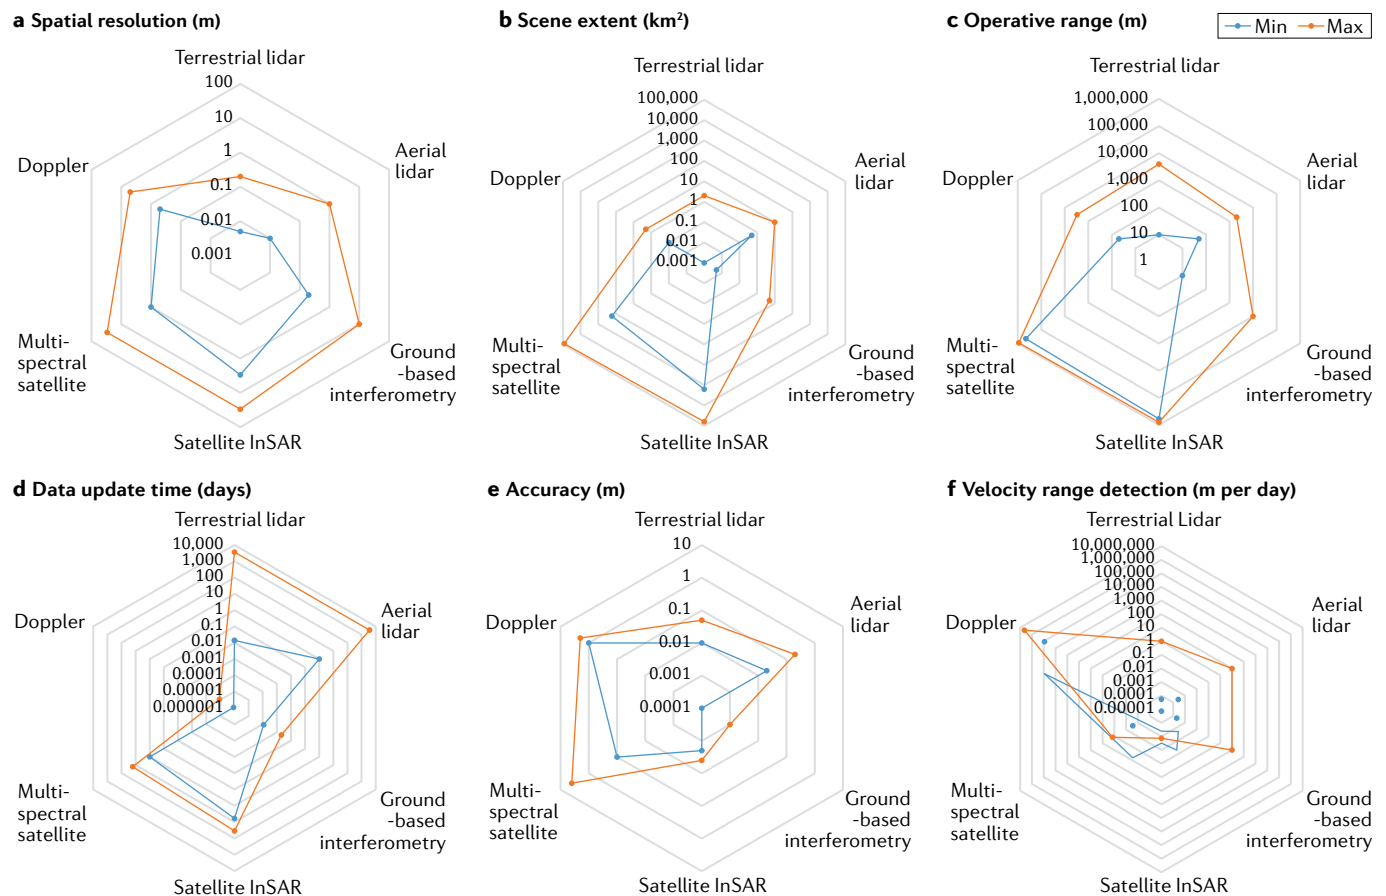 a Spatial resolution (m)
Terrestrial lidar
100
10
1
0.1
0.01
0.001
Aerial
lidar
Ground
-based
interferometry
Satellite InSAR
Multi-
spectral
satellite
Doppler
b Scene extent (km²)
Terrestrial lidar
100,000
10,000
1,000
100
10
1
0.1
0.01
0.001
Aerial
lidar
Ground
-based
interferometry
Satellite InSAR
Multi-
spectral
satellite
Doppler
c Operative range (m)
Min
Max
Terrestrial lidar
1,000,000
100,000
10,000
1,000
100
10
1
Aerial
lidar
Ground
-based
interferometry
Satellite InSAR
Multi-
spectral
satellite
Doppler
d Data update time (days)
Terrestrial lidar
10,000
1,000
100
10
0.1
0.01
0.001
0.00001
0.000001
0.0000001
Aerial
lidar
Ground
-based
interferometry
Satellite InSAR
Multi-
spectral
satellite
Doppler
e Accuracy (m)
Terrestrial lidar
10
1
0.1
0.01
0.001
0.0001
Aerial
lidar
Ground
-based
interferometry
Satellite InSAR
Multi-
spectral
satellite
Doppler
f Velocity range detection (m per day)
Terrestrial Lidar
10,000,000
1,000,000
100,000
10,000
1,000
100
10
1
0.1
0.01
0.001
0.0001
0.00001
Aerial
lidar
Ground
-based
interferometry
Satellite InSAR
Multi-
spectral
satellite
Doppler